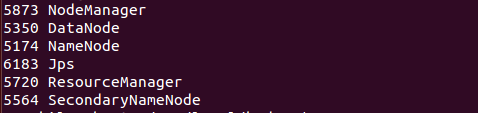 5873 NodeManager
5350 DataNode
5174 NameNode
6183 Jps
5720 ResourceManager
5564 SecondaryNameNode